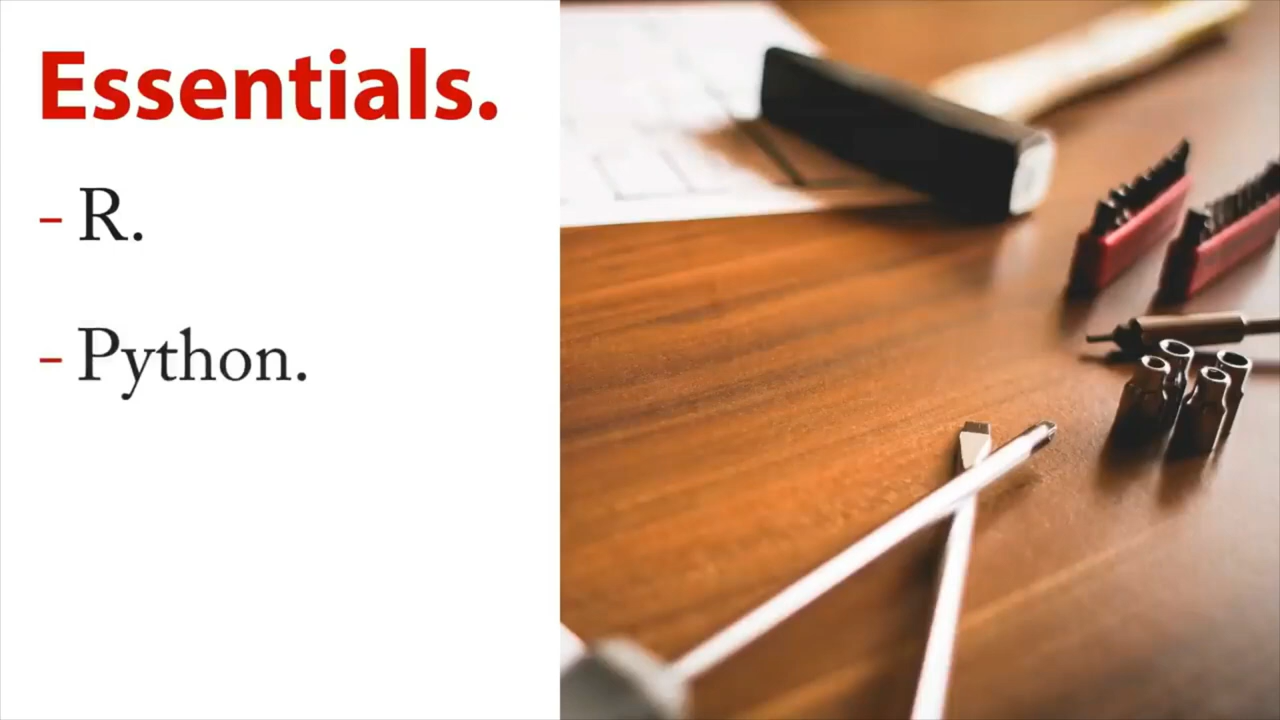 Essentials.
- R.
- Python.